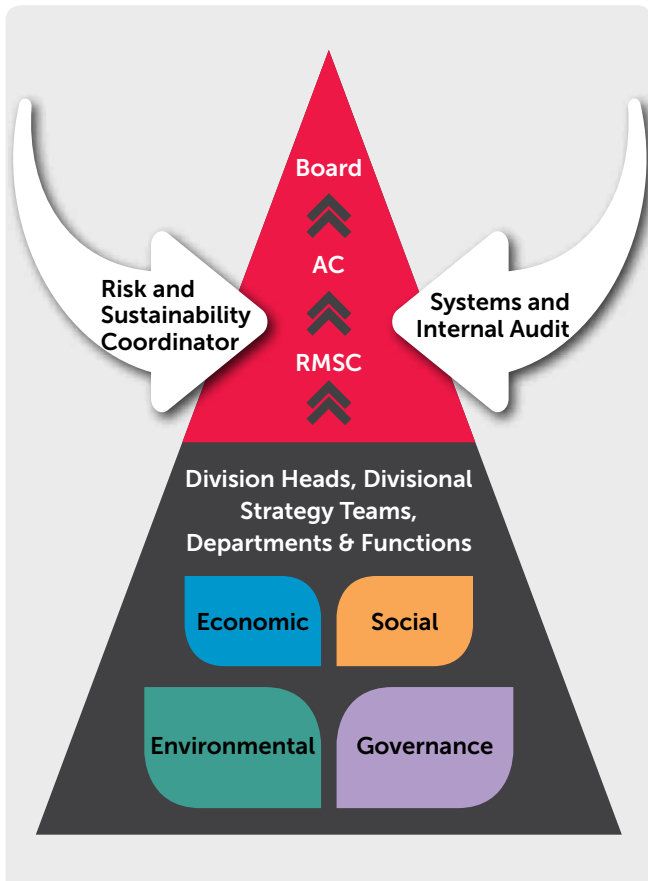 Board
AC
Risk and
Sustainability
Coordinator
Systems and
Internal Audit
RMSC
Division Heads, Divisional
Strategy Teams,
Departments & Functions
Economic
Social
Environmental
Governance